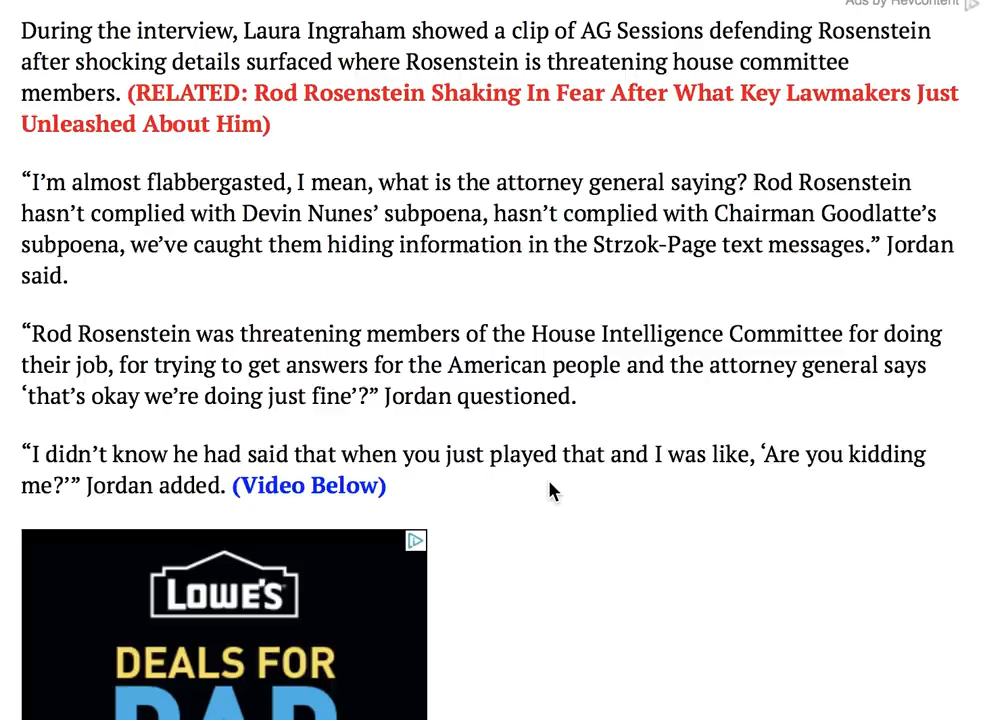 Ads by Revcontent
During the interview, Laura Ingraham showed a clip of AG Sessions defending Rosenstein
after shocking details surfaced where Rosenstein is threatening house committee
members. (RELATED: Rod Rosenstein Shaking In Fear After What Key Lawmakers Just
Unleashed About Him)
“I’m almost flabbergasted, I mean, what is the attorney general saying? Rod Rosenstein
hasn’t complied with Devin Nunes’ subpoena, hasn’t complied with Chairman Goodlatte’s
subpoena, we’ve caught them hiding information in the Strzok-Page text messages.” Jordan
said.
“Rod Rosenstein was threatening members of the House Intelligence Committee for doing
their job, for trying to get answers for the American people and the attorney general says
‘that’s okay we’re doing just fine’?” Jordan questioned.
“I didn’t know he had said that when you just played that and I was like, ‘Are you kidding
me?’” Jordan added. (Video Below)
LOWE'S
DEALS FOR
DAD